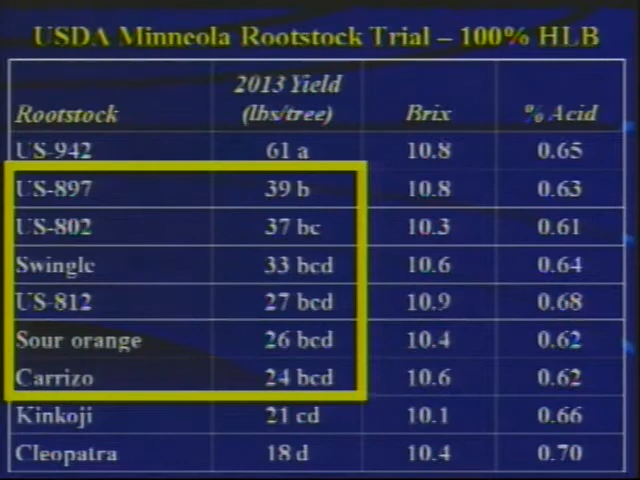 USDA Minneola Rootstock Trial – 100% HLB
2013 Yield
Rootstock (lbs/tree) Brix % Acid
US-942 61 a 10.8 0.65
US-897 39 b 10.8 0.63
US-802 37 bc 10.3 0.61
Swingle 33 bcd 10.6 0.64
US-812 27 bcd 10.9 0.68
Sour orange 26 bcd 10.4 0.62
Carrizo 24 bcd 10.6 0.62
Kinkoji 21 cd 10.1 0.66
Cleopatra 18 d 10.4 0.70